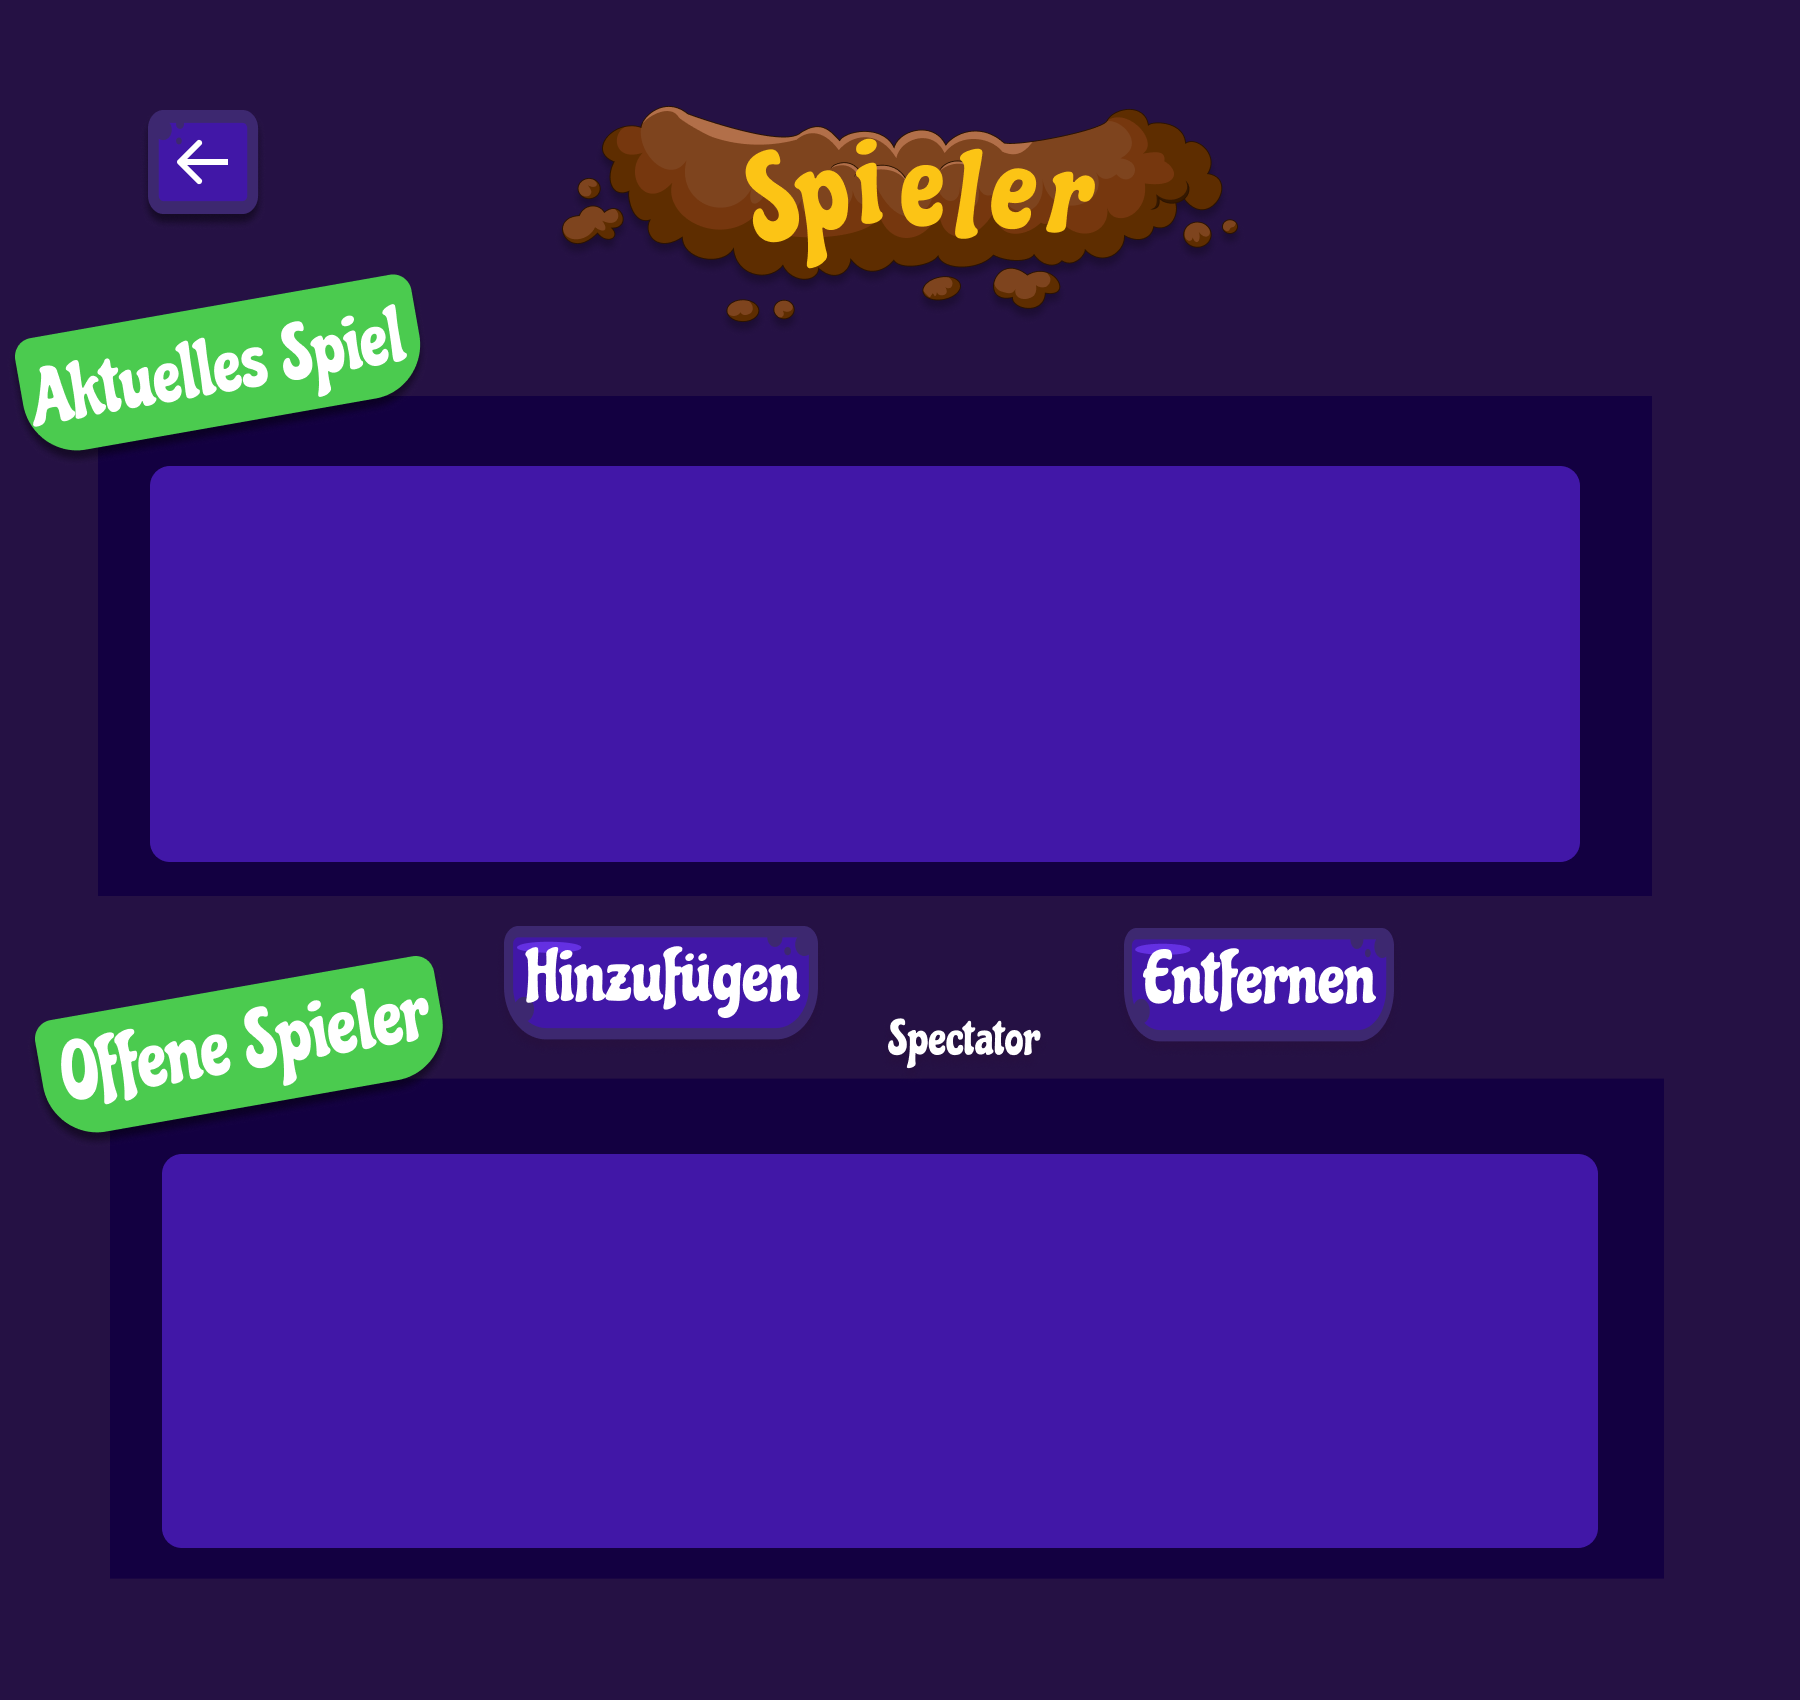 Spieler
Aktuelles Spiel
Hinzufügen
Entfernen
Offene Spieler
Spectator